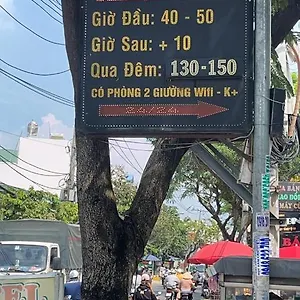 Giờ Đầu: 40 - 50
Giờ Sau: + 10
Qua Đêm: 130-150
CÓ PHÒNG 2 GIƯỜNG Wifi - K+
24/24